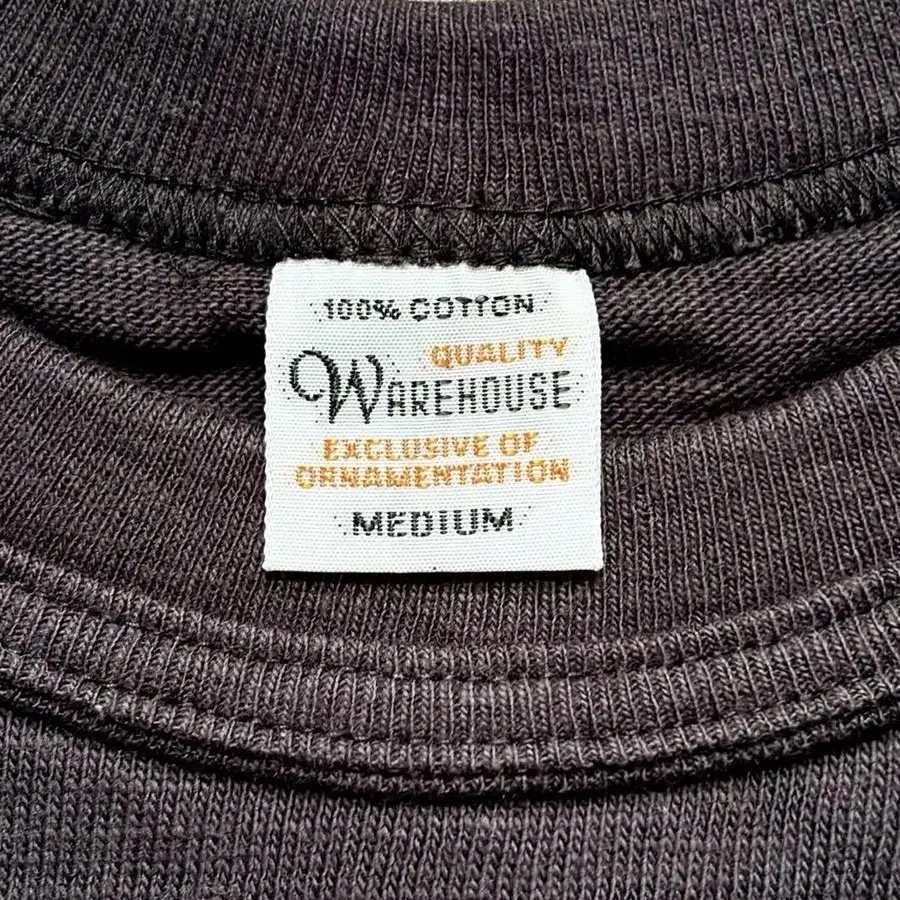 100% COTTON
QUALITY
WAREHOUSE
EXCLUSIVE OF
ORNAMENTATION
MEDIUM